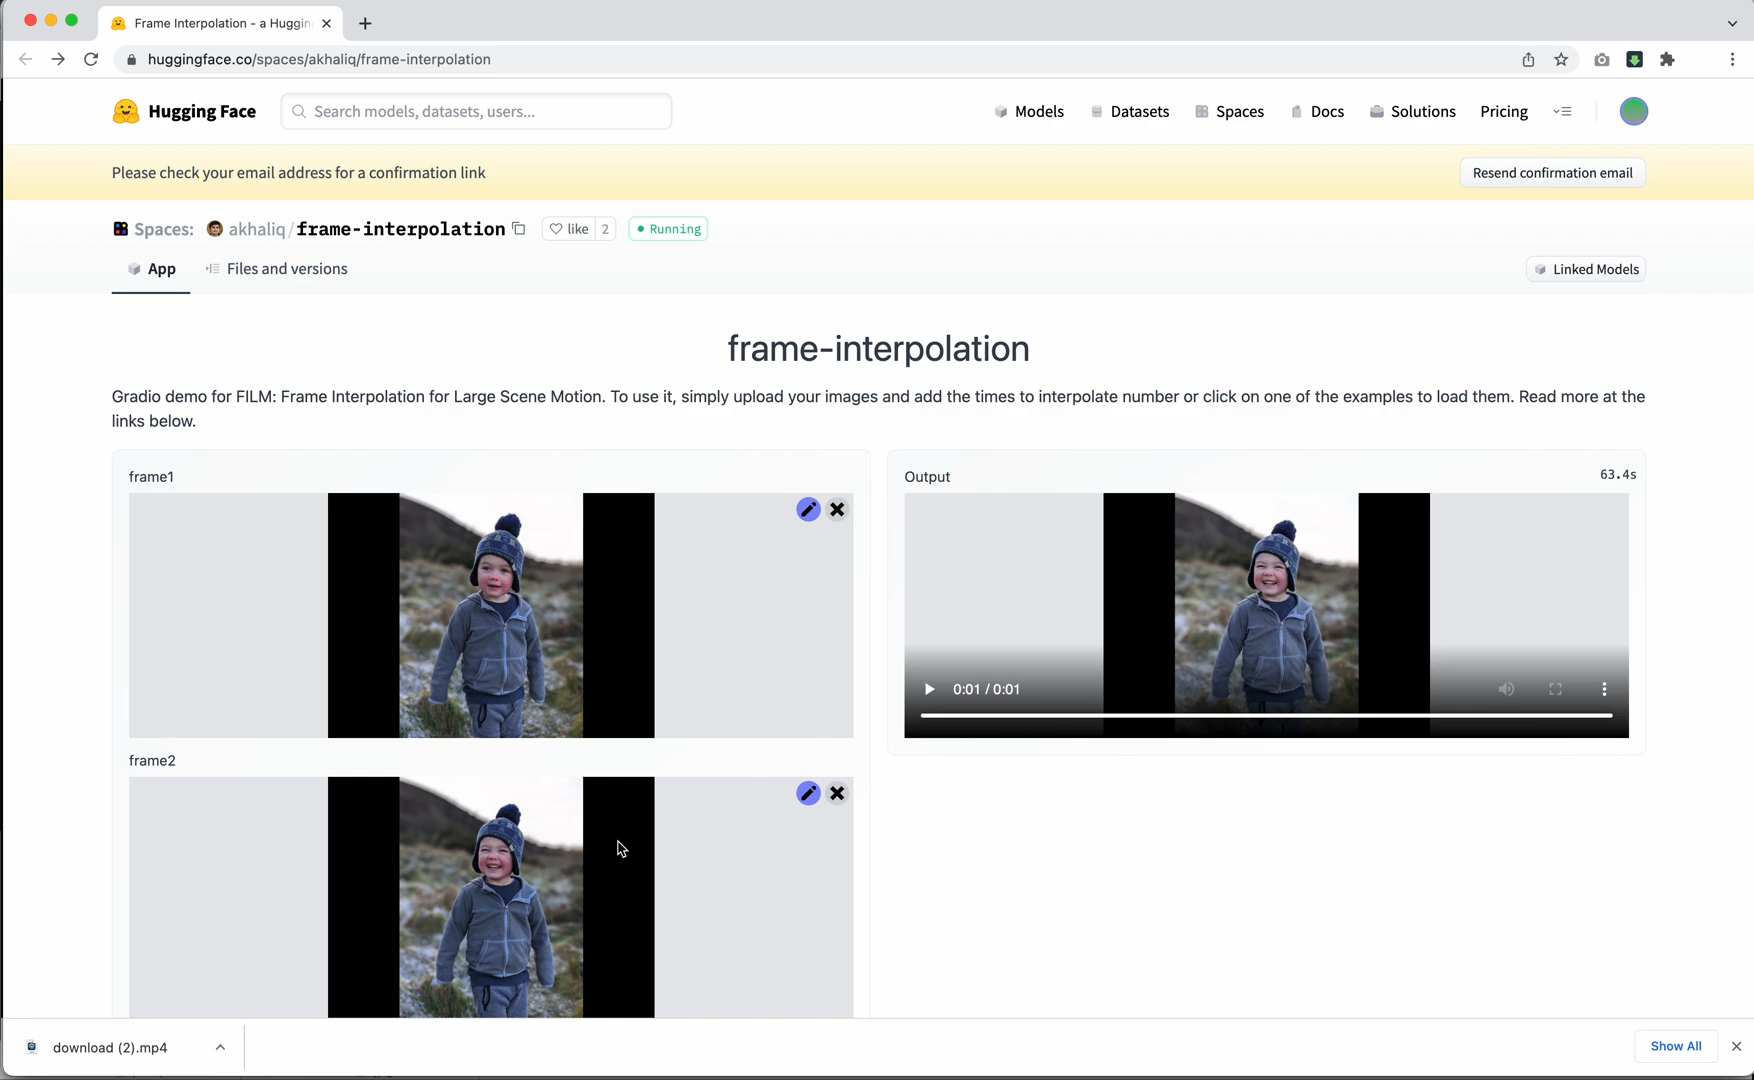 Frame Interpolation - a Huggin
huggingface.co/spaces/akhaliq/frame-interpolation
Hugging Face
Search models, datasets, users...
Models
Datasets
Spaces
Docs
Solutions
Pricing
Please check your email address for a confirmation link
Resend confirmation email
Spaces: akhaliq/frame-interpolation like 2 Running
App
Files and versions
Linked Models
frame-interpolation
Gradio demo for FILM: Frame Interpolation for Large Scene Motion. To use it, simply upload your images and add the times to interpolate number or click on one of the examples to load them. Read more at the
links below.
frame1
Output
63.4s
0:01 / 0:01
frame2
download (2).mp4
Show All